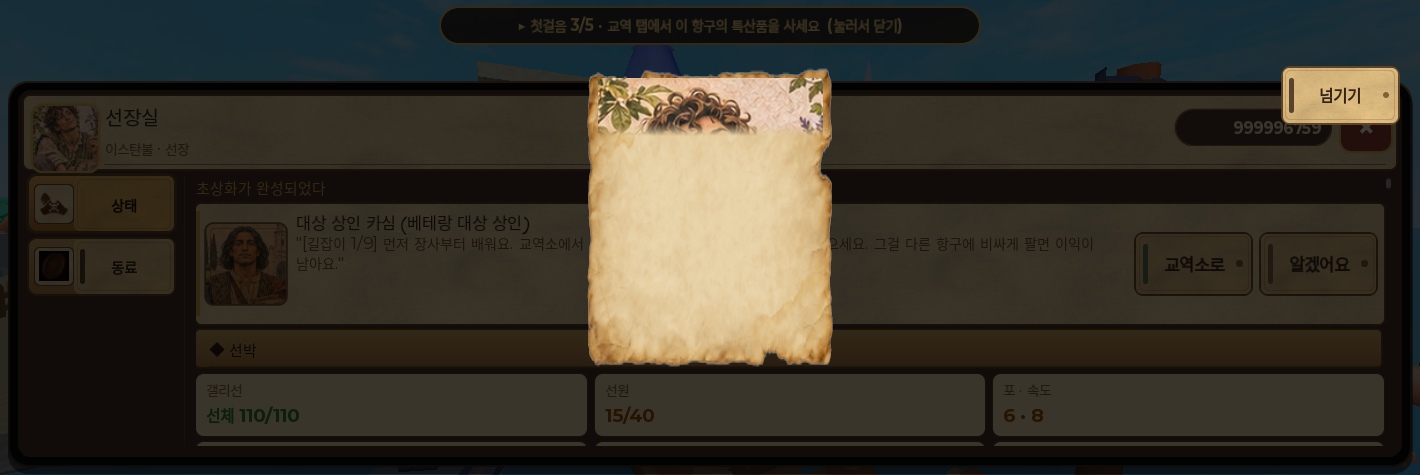 ▸ 첫걸음 3/5 · 교역 탭에서 이 항구의 특산품을 사세요 (눌러서 닫기)
넘기기
선장실
이스탄불 · 선장
999996759
상태
동료
초상화가 완성되었다
대상 상인 카심 (베테랑 대상 상인)
"[길잡이 1/9] 먼저 장사부터 배워요. 교역소에서
그걸 다른 항구에 비싸게 팔면 이익이
남아요."
교역소로
알겠어요
◆ 선박
갤리선
선체 110/110
선원
15/40
포 · 속도
6 · 8